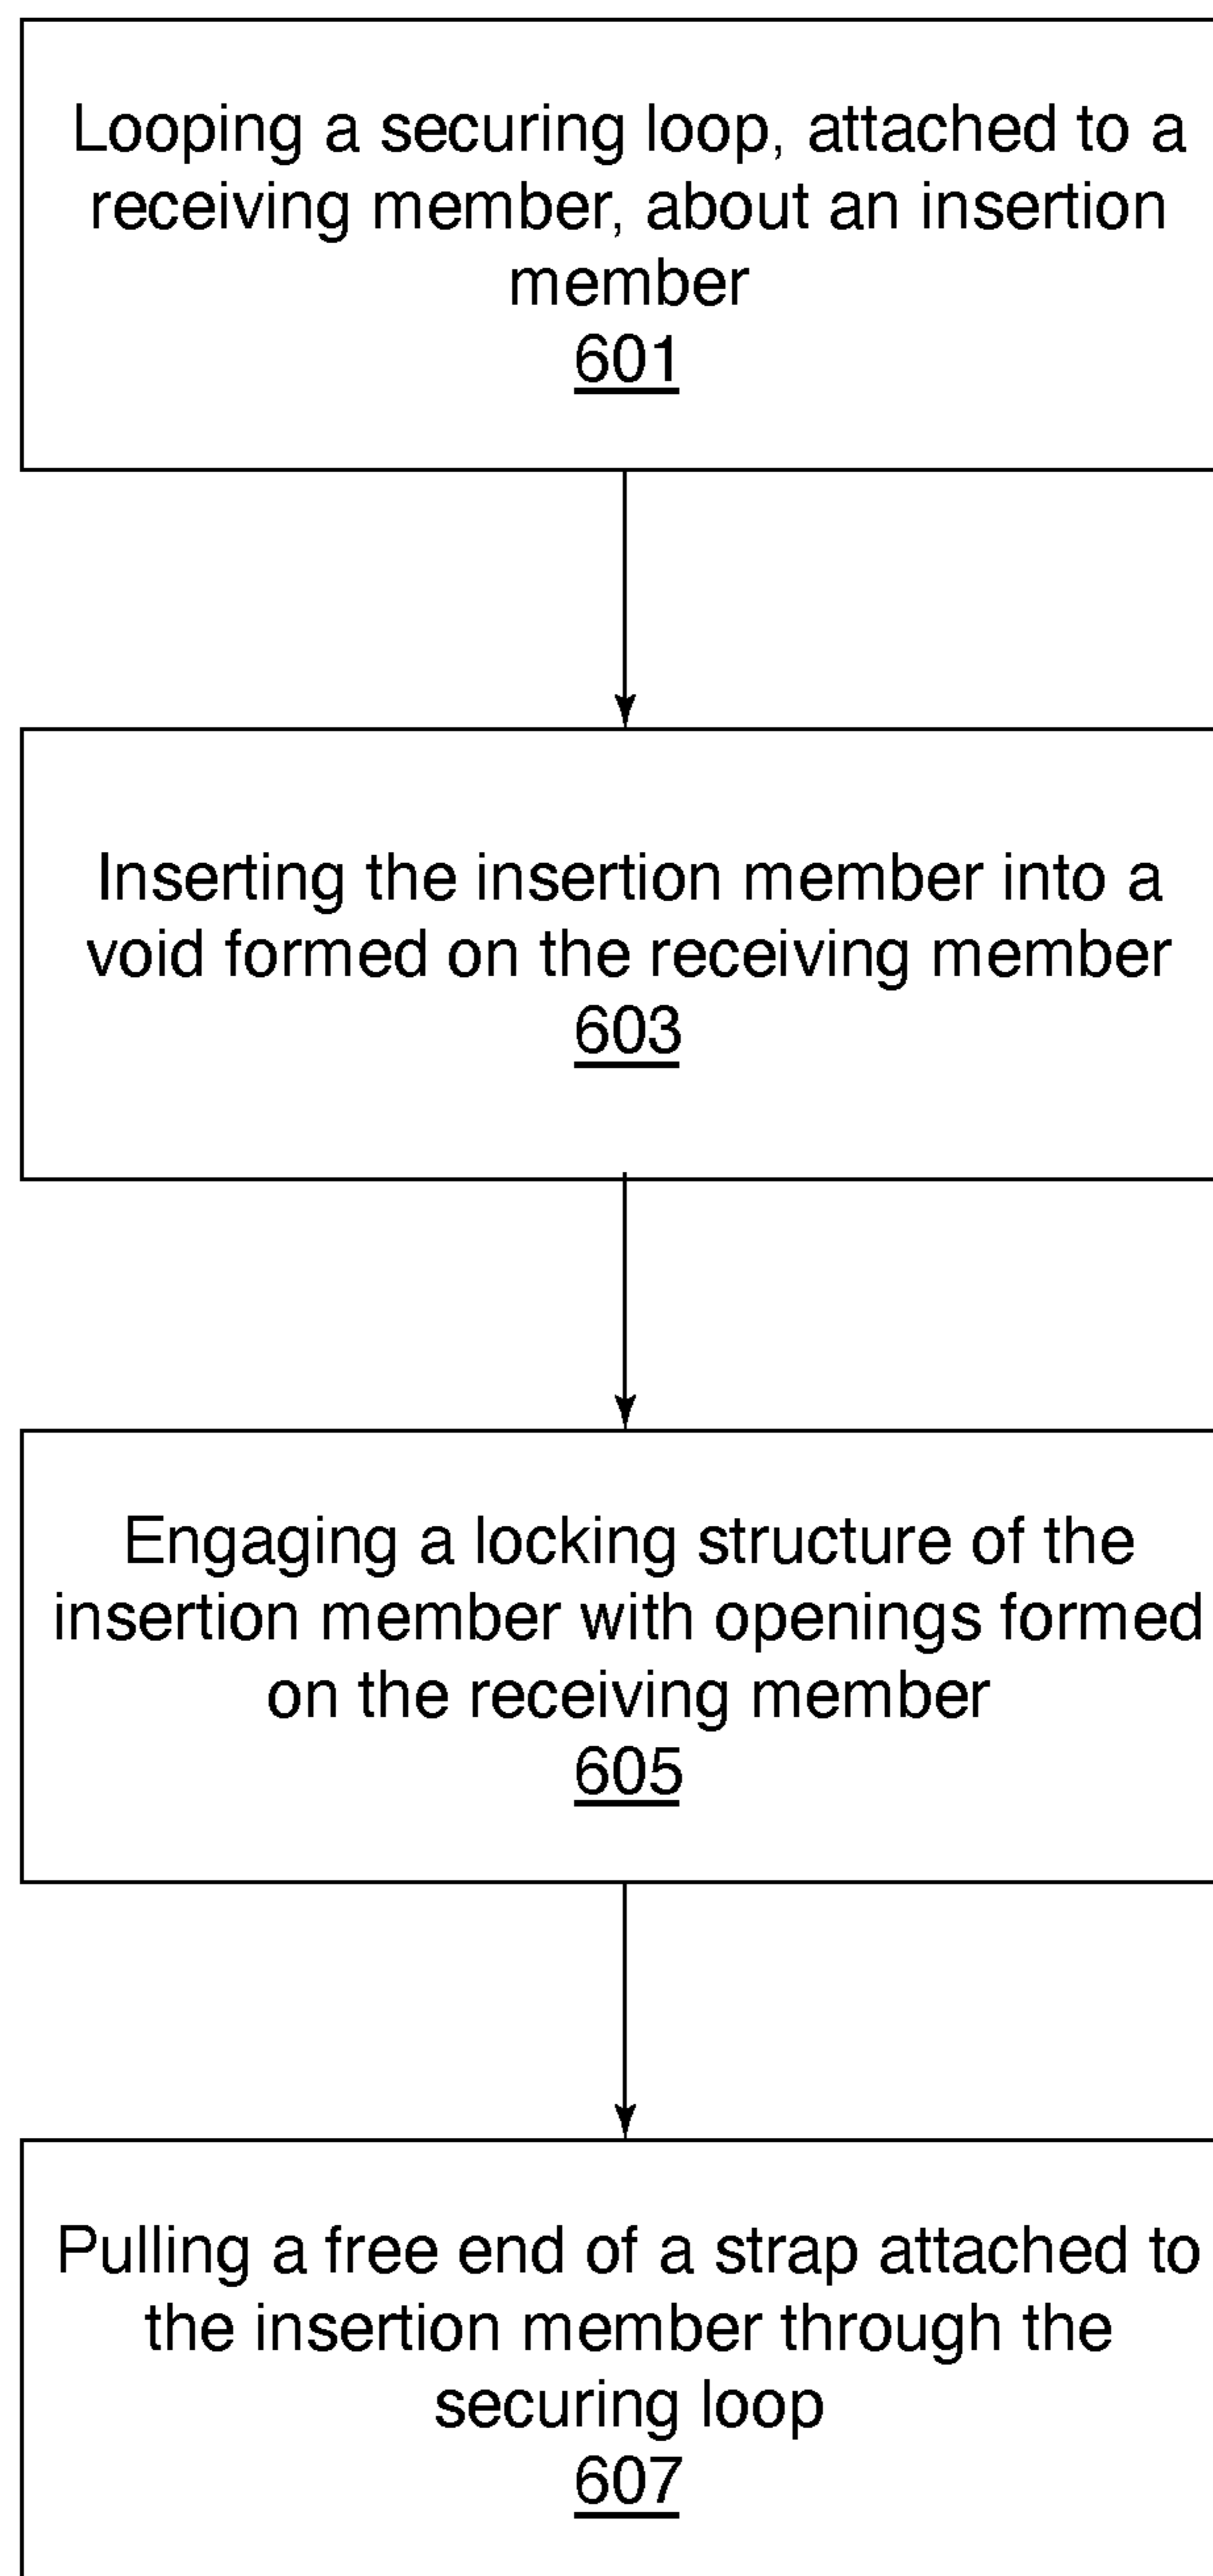 Looping a securing loop, attached to a
receiving member, about an insertion
member
601
Inserting the insertion member into a
void formed on the receiving member
603
Engaging a locking structure of the
insertion member with openings formed
on the receiving member
605
Pulling a free end of a strap attached to
the insertion member through the
securing loop
607